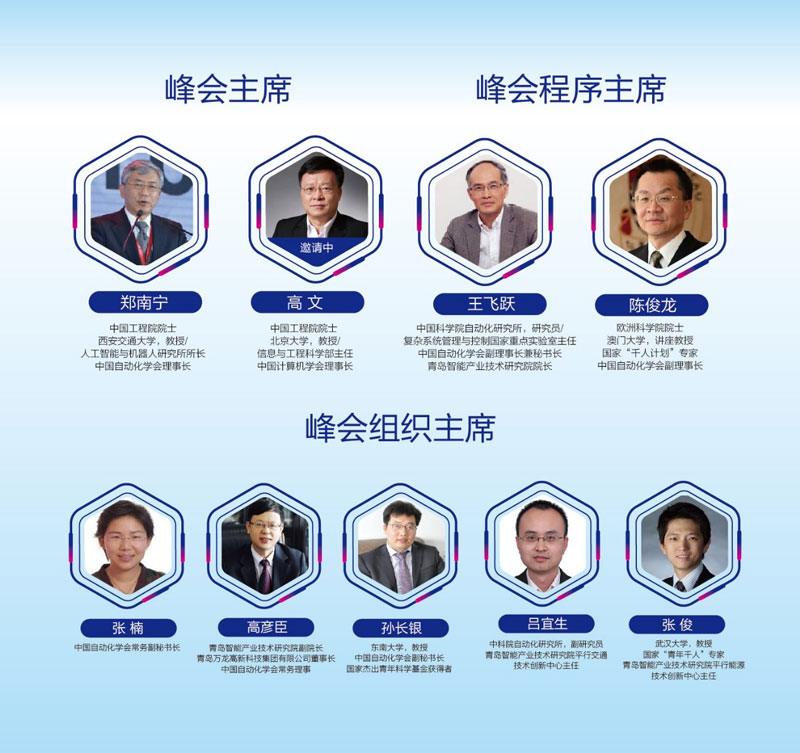 峰会主席
峰会程序主席
邀请中
郑南宁
高 文
王飞跃
陈俊龙
中国工程院院士
西安交通大学，教授/
人工智能与机器人研究所所长
中国自动化学会理事长
中国工程院院士
北京大学，教授/
信息与工程科学部主任
中国计算机学会理事长
中国科学院自动化研究所，研究员/
复杂系统管理与控制国家重点实验室主任
中国自动化学会副理事长兼秘书长
青岛智能产业技术研究院院长
欧洲科学院院士
澳门大学，讲座教授
国家“千人计划”专家
中国自动化学会副理事长
峰会组织主席
张 楠
高彦臣
孙长银
吕宜生
张 俊
中国自动化学会常务副秘书长
青岛智能产业技术研究院副院长
青岛万龙高新科技集团有限公司董事长
中国自动化学会常务理事
东南大学，教授
中国自动化学会副秘书长
国家杰出青年科学基金获得者
中科院自动化研究所，副研究员
青岛智能产业技术研究院平行交通
技术创新中心主任
武汉大学，教授
国家“青年千人”专家
青岛智能产业技术研究院平行能源
技术创新中心主任